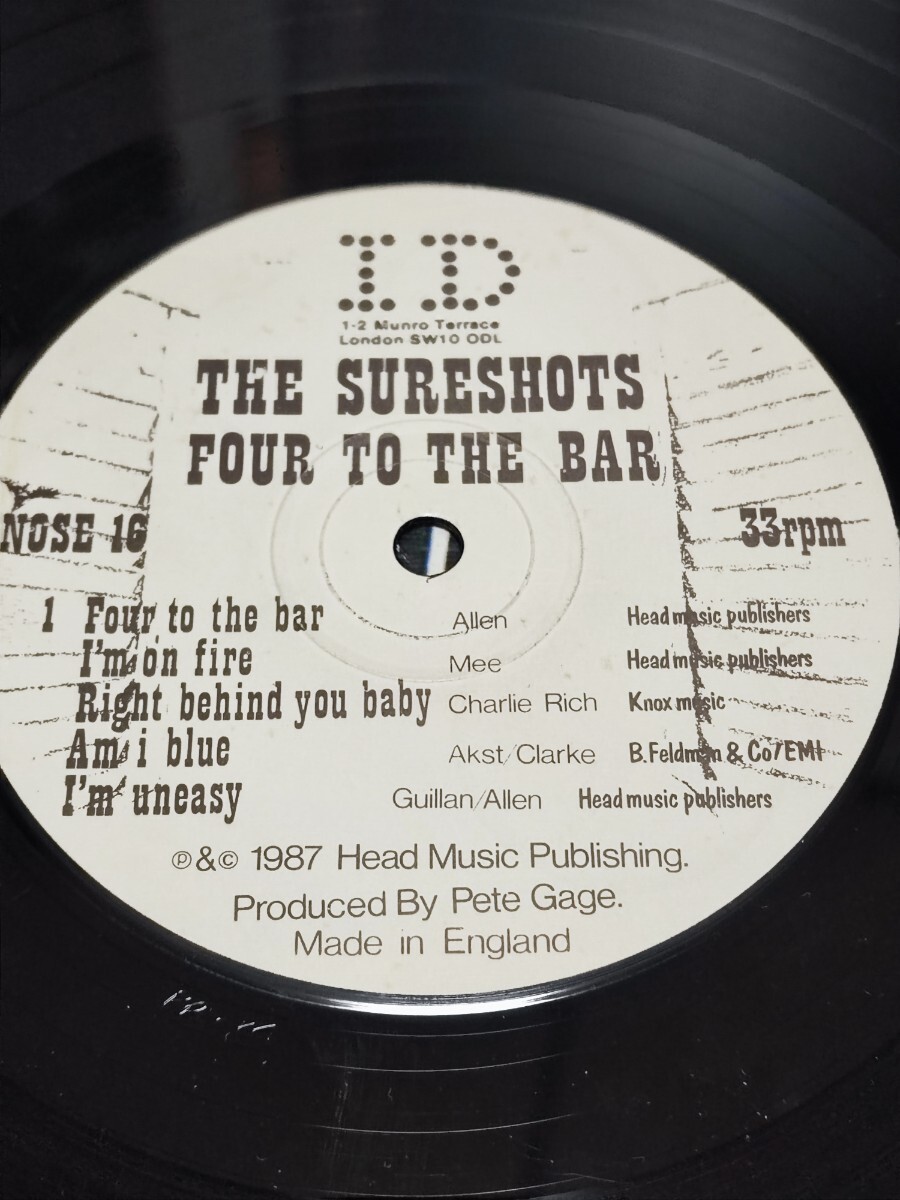 ID
1-2 Munro Terrace
London SW10 ODL
THE SURESHOTS
FOUR TO THE BAR
NOSE 16
33rpm
1 Four to the bar Allen Head music publishers
I'm on fire Mee Head music publishers
Right behind you baby Charlie Rich Knox music
Am i blue Akst/Clarke B.Feldman & Co/EMI
I'm uneasy Guillan/Allen Head music publishers
℗&© 1987 Head Music Publishing.
Produced By Pete Gage.
Made in England